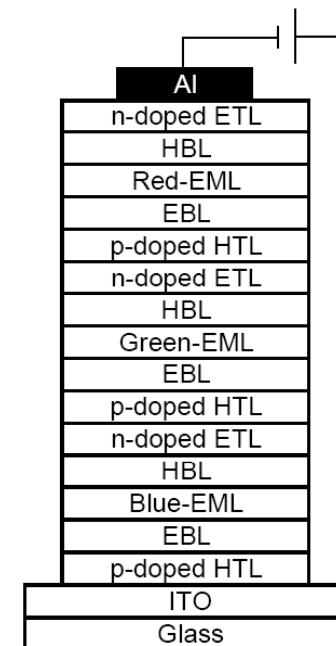 Al
n-doped ETL
HBL
Red-EML
EBL
p-doped HTL
n-doped ETL
HBL
Green-EML
EBL
p-doped HTL
n-doped ETL
HBL
Blue-EML
EBL
p-doped HTL
ITO
Glass